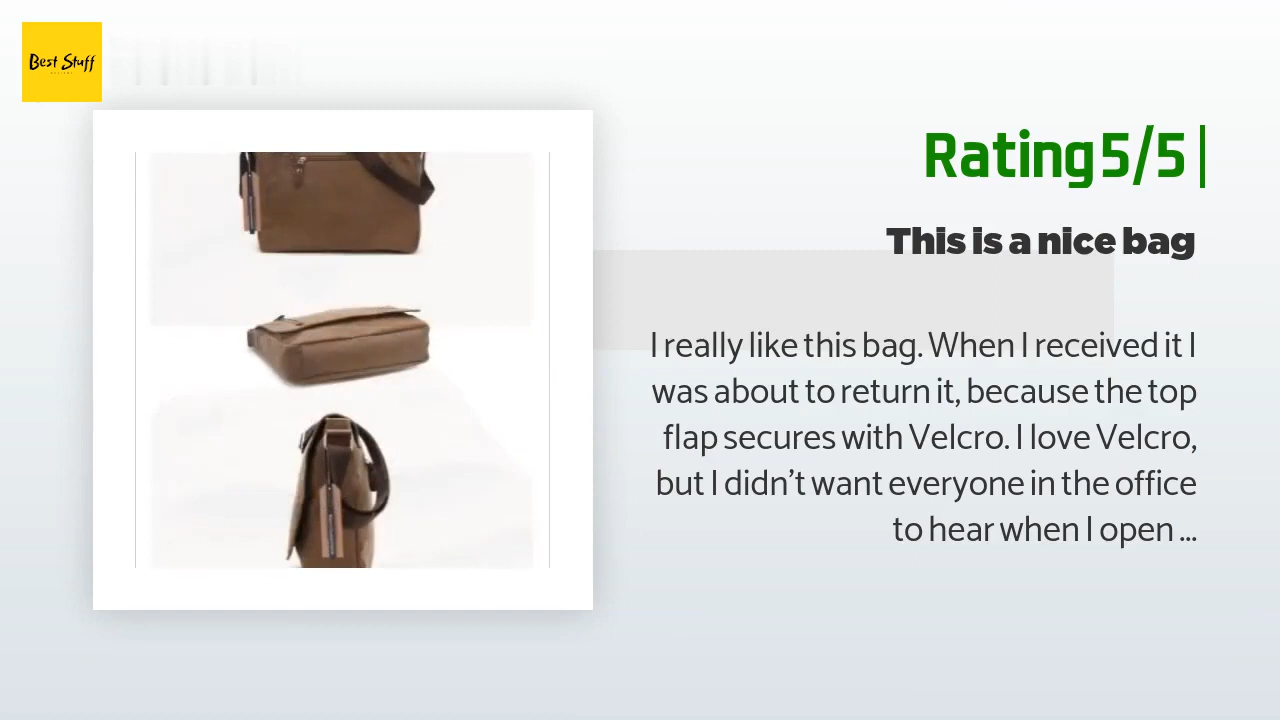 Best Stuff
Rating 5/5
This is a nice bag
I really like this bag. When I received it I
was about to return it, because the top
flap secures with Velcro. I love Velcro,
but I didn't want everyone in the office
to hear when I open ...